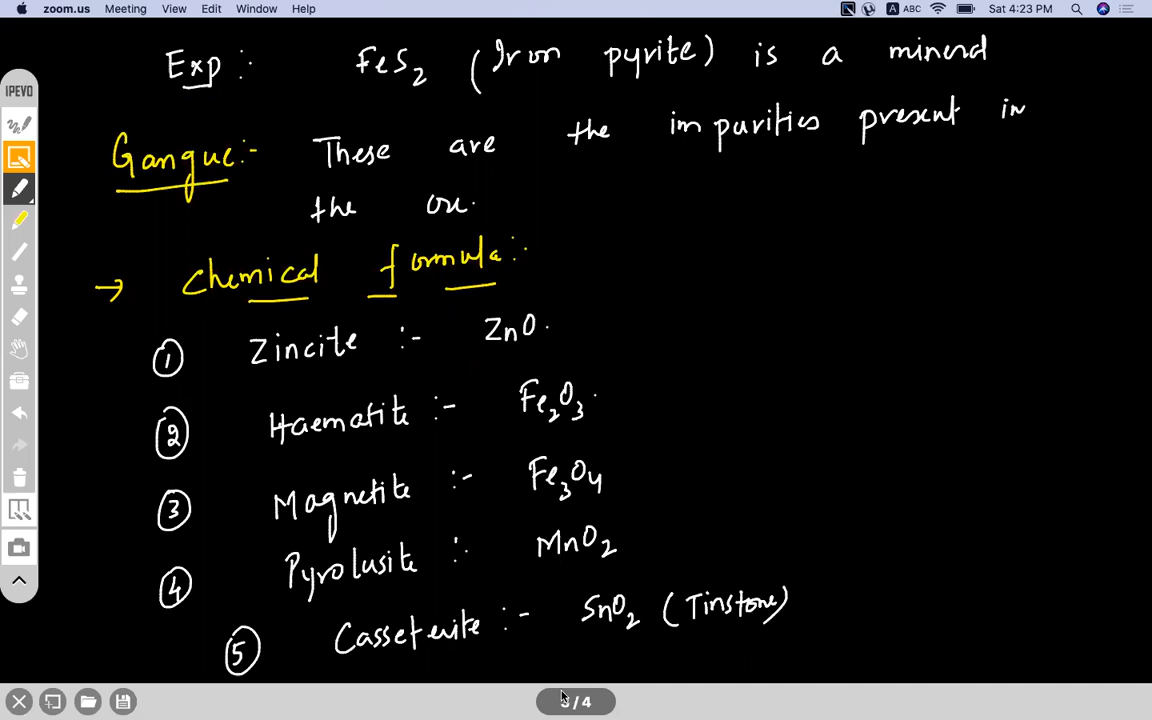 zoom.us Meeting View Edit Window Help ABC Sat 4:23 PM
IPEVO
Exp :- FeS₂ (Iron pyrite) is a mineral
Gangue :- These are the impurities present in
the ore.
→ Chemical formula :-
① Zincite :- ZnO.
② Haematite :- Fe₂O₃.
③ Magnetite :- Fe₃O₄
④ Pyrolusite :- MnO₂
⑤ Casseterite :- SnO₂ (Tinstone)
3/4